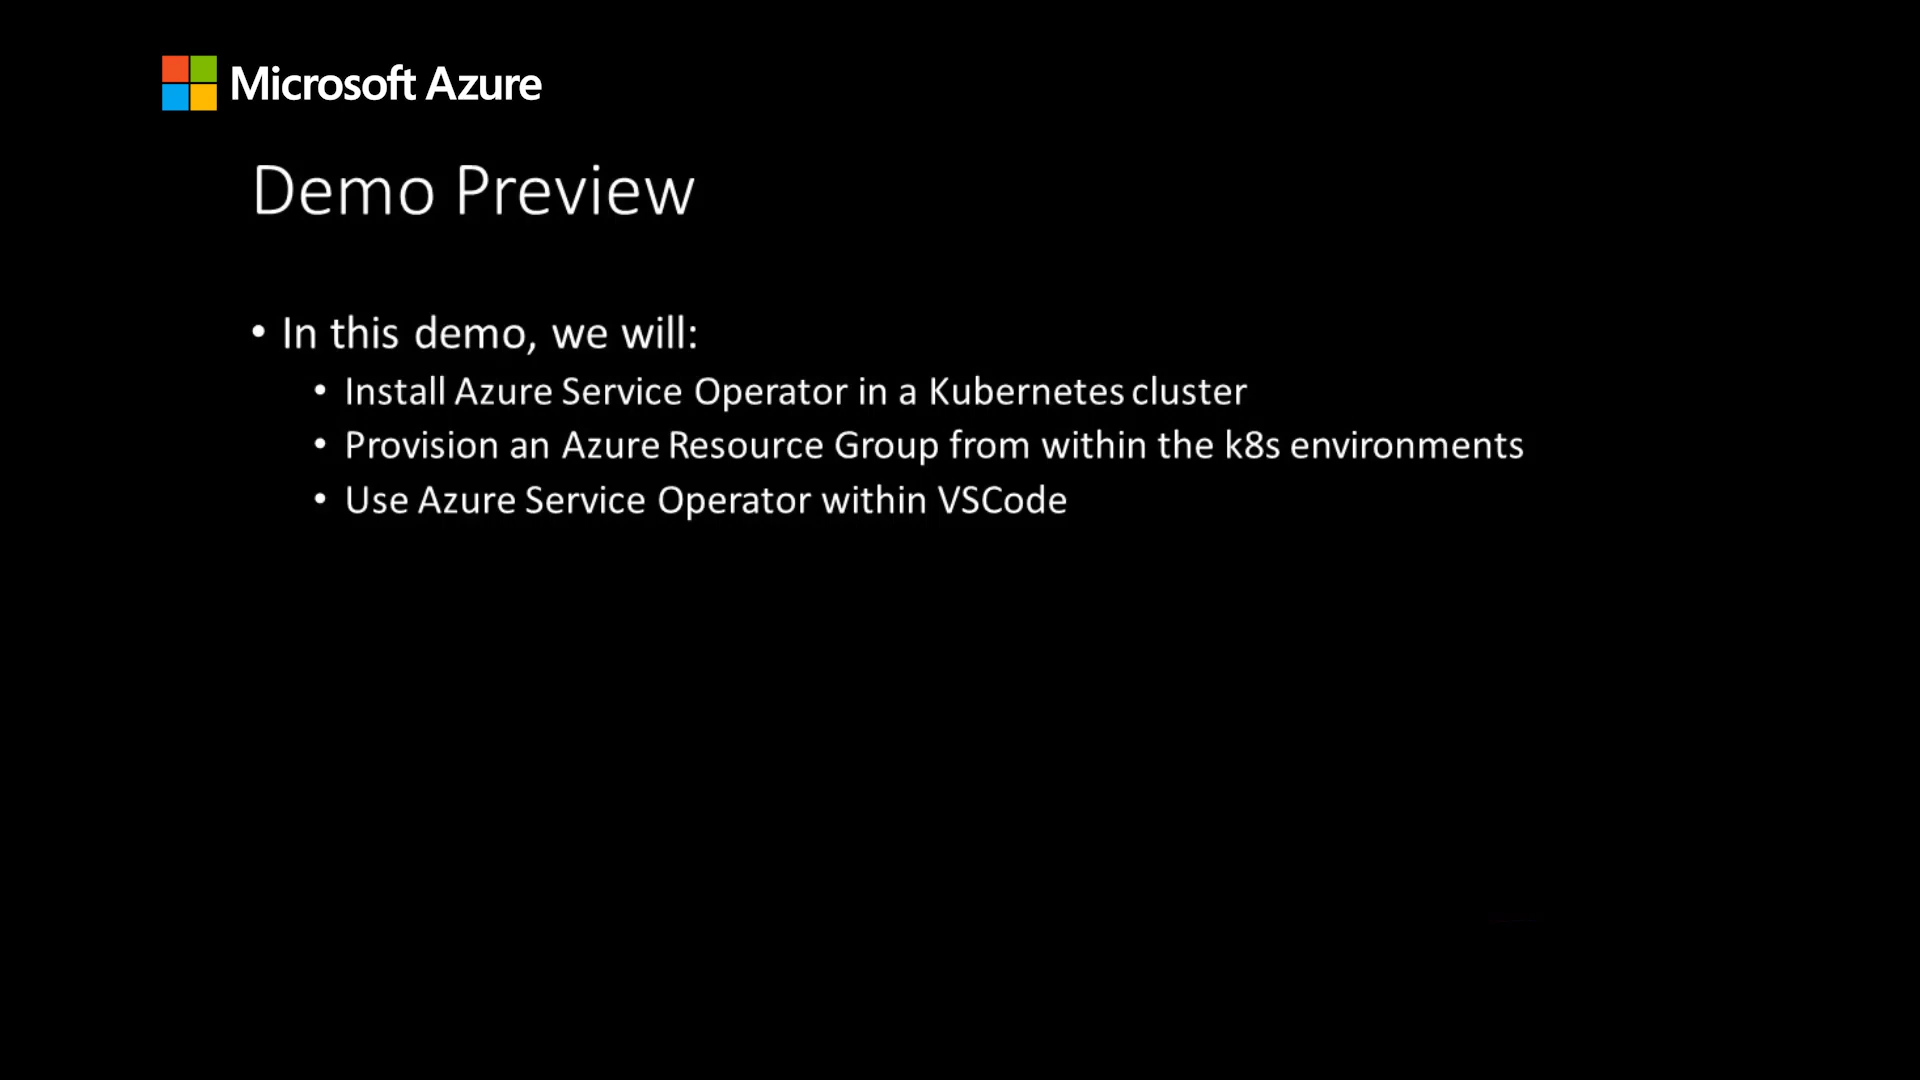 Microsoft Azure
Demo Preview
• In this demo, we will:
• Install Azure Service Operator in a Kubernetes cluster
• Provision an Azure Resource Group from within the k8s environments
• Use Azure Service Operator within VSCode